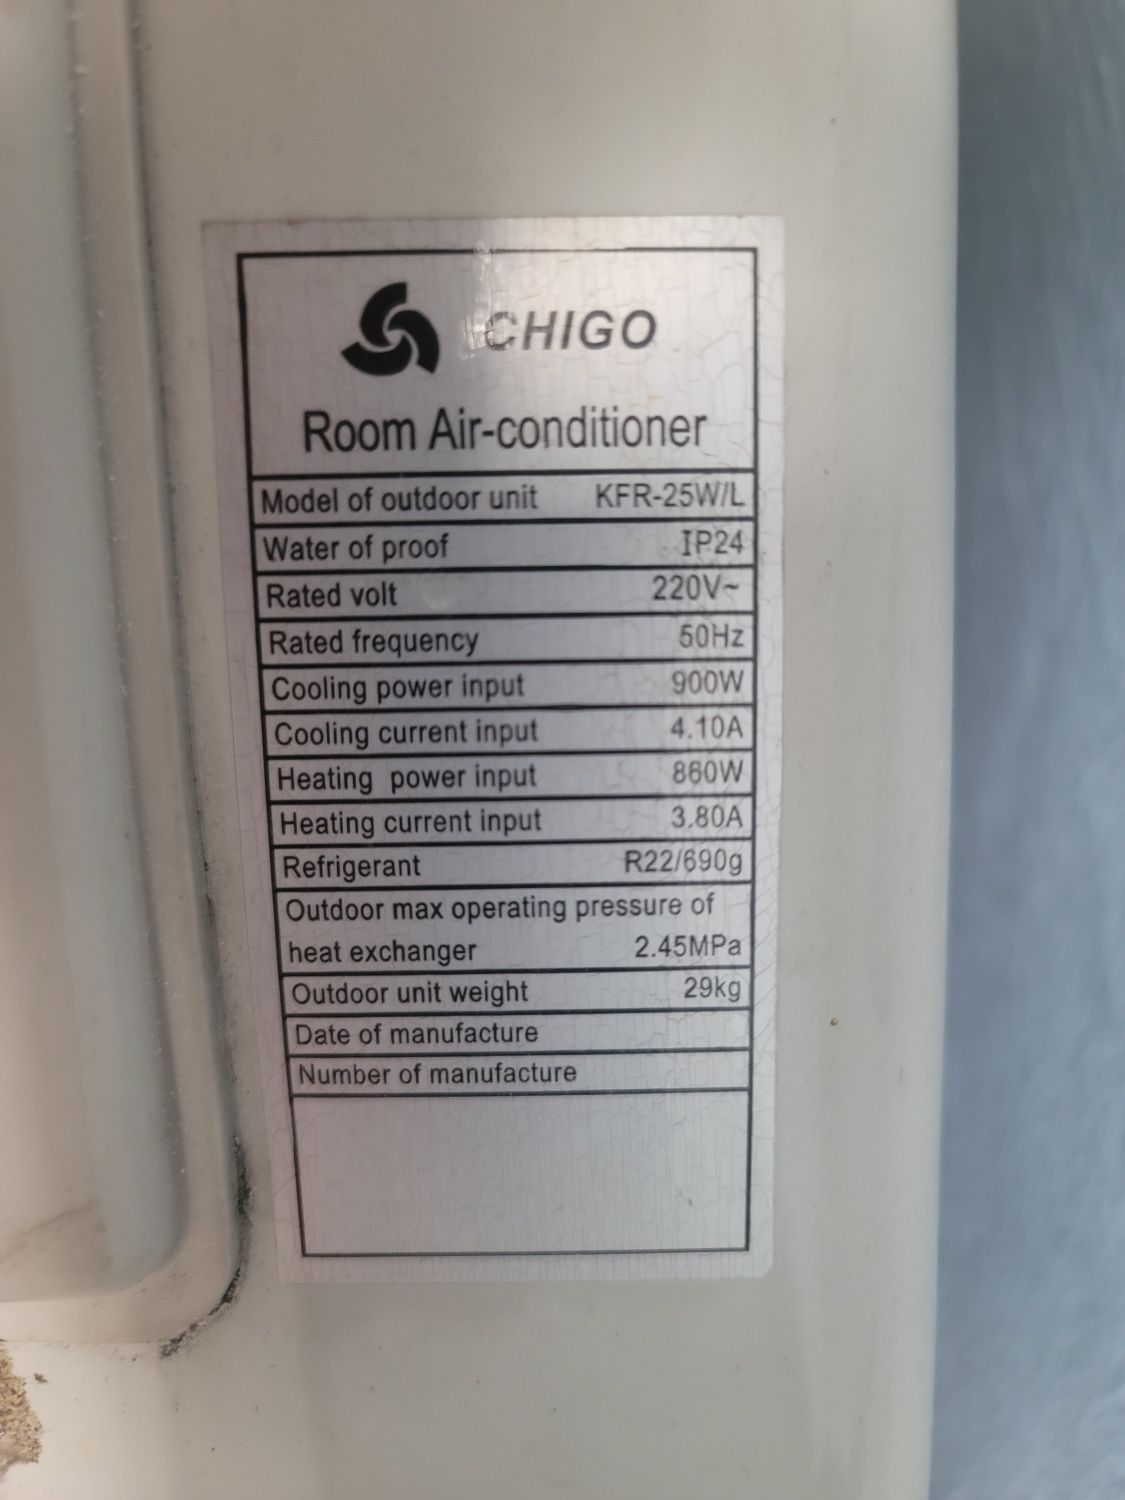 CHIGO
Room Air-conditioner
Model of outdoor unit KFR-25W/L
Water of proof IP24
Rated volt 220V~
Rated frequency 50Hz
Cooling power input 900W
Cooling current input 4.10A
Heating power input 860W
Heating current input 3.80A
Refrigerant R22/690g
Outdoor max operating pressure of
heat exchanger 2.45MPa
Outdoor unit weight 29kg
Date of manufacture
Number of manufacture